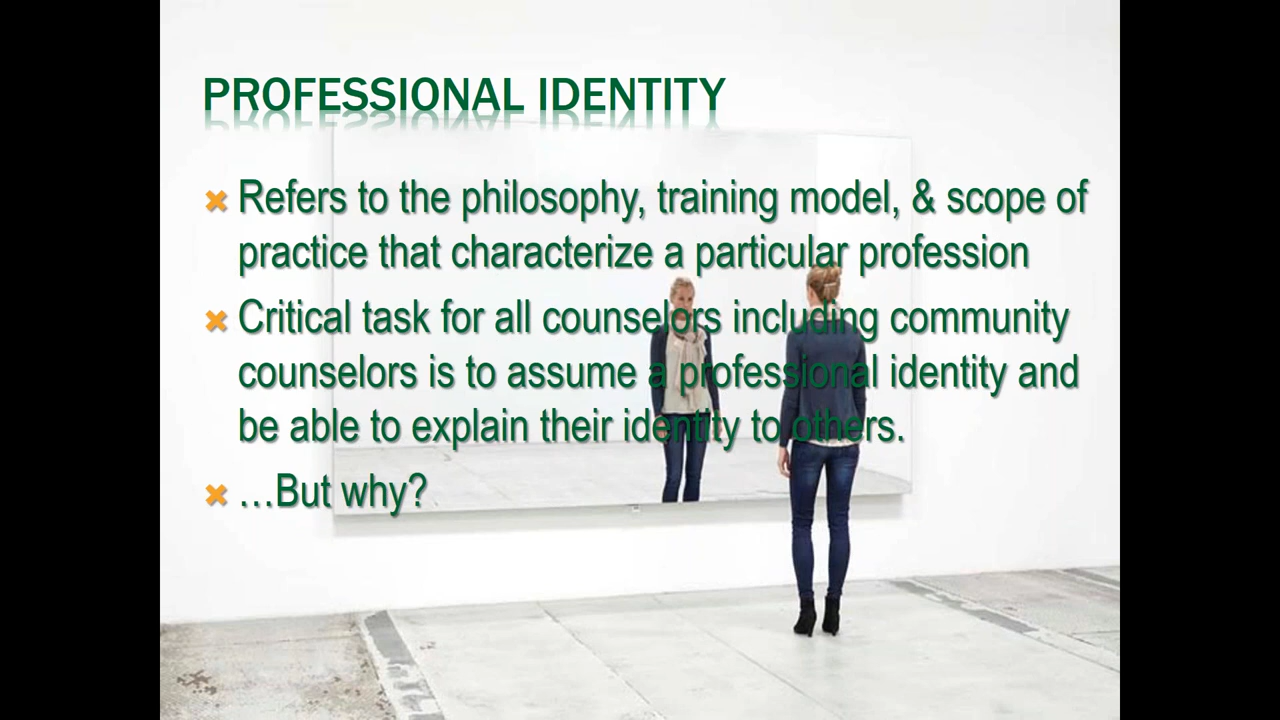 PROFESSIONAL IDENTITY
Refers to the philosophy, training model, & scope of
practice that characterize a particular profession
Critical task for all counselors including community
counselors is to assume a professional identity and
be able to explain their identity to others.
…But why?